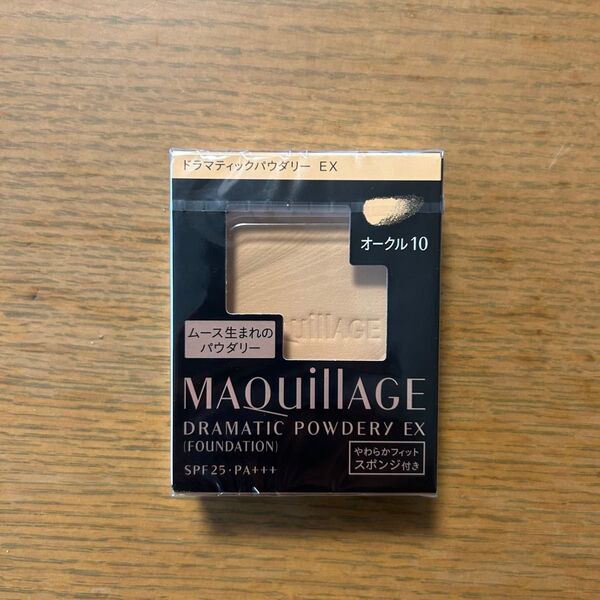 ドラマティックパウダリー EX
オークル10
uillAGE
ムース生まれの
パウダリー
MAQuillAGE
DRAMATIC POWDERY EX
(FOUNDATION)
SPF25・PA+++
やわらかフィット
スポンジ付き